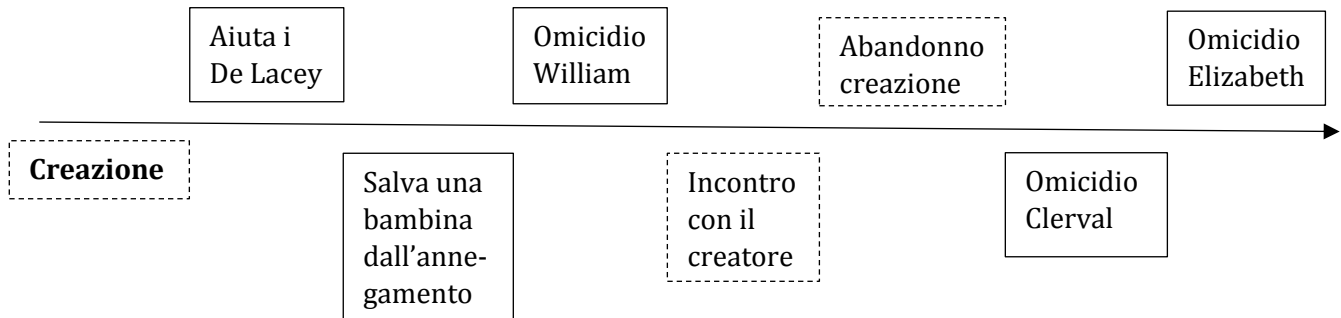 Aiuta i
De Lacey
Omicidio
William
Abandonno
creazione
Omicidio
Elizabeth
Creazione
Salva una
bambina
dall’anne-
gamento
Incontro
con il
creatore
Omicidio
Clerval